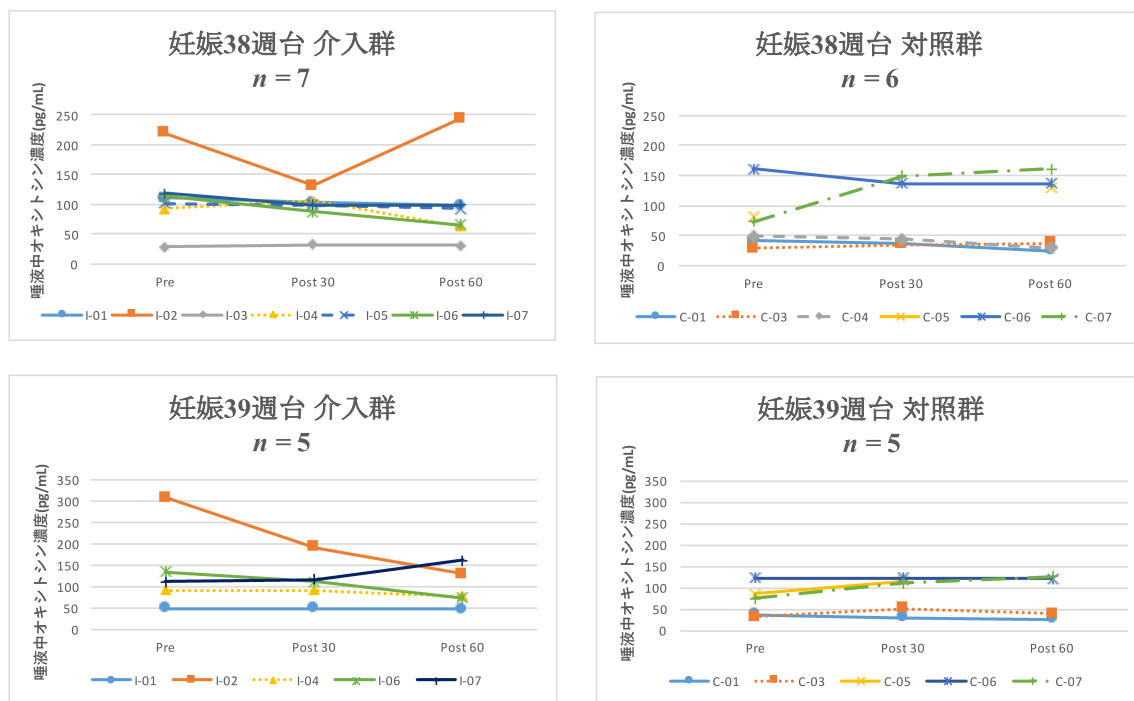 妊娠38週台 介入群
n = 7
唾液中オキシトシン濃度(pg/mL)
250
200
150
100
50
0
Pre Post 30 Post 60
I-01 I-02 I-03 I-04 I-05 I-06 I-07
妊娠38週台 対照群
n = 6
唾液中オキシトシン濃度(pg/mL)
250
200
150
100
50
0
Pre Post 30 Post 60
C-01 C-03 C-04 C-05 C-06 C-07
妊娠39週台 介入群
n = 5
唾液中オキシトシン濃度(pg/mL)
350
300
250
200
150
100
50
0
Pre Post 30 Post 60
I-01 I-02 I-04 I-06 I-07
妊娠39週台 対照群
n = 5
唾液中オキシトシン濃度(pg/mL)
350
300
250
200
150
100
50
0
Pre Post 30 Post 60
C-01 C-03 C-05 C-06 C-07